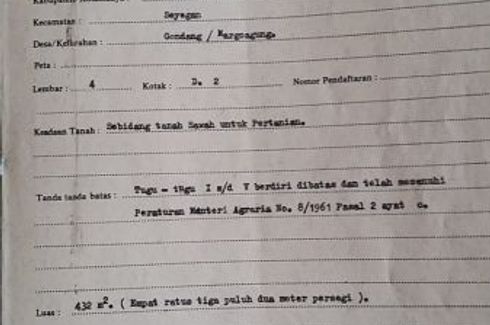 Kecamatan : Seyegan
Desa/Kelurahan : Gondang / Margoagung.
Peta :
Lembar : 4 Kotak : D. 2 Nomor Pendaftaran :
Keadaan Tanah : Sebidang tanah Sawah untuk Pertanian.
Tanda tanda batas : Tugu - tugu I s/d V berdiri dibatas dan telah memenuhi
Peraturan Menteri Agraria No. 8/1961 Pasal 2 ayat c.
Luas : 432 m². ( Empat ratus tiga puluh dua meter persegi ).